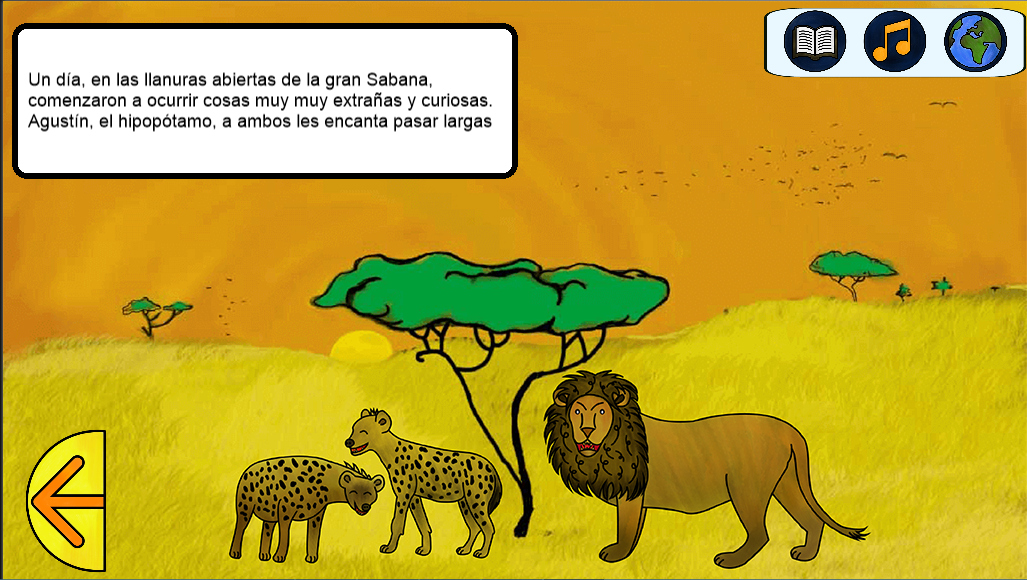 Un día, en las llanuras abiertas de la gran Sabana,
comenzaron a ocurrir cosas muy muy extrañas y curiosas.
Agustín, el hipopótamo, a ambos les encanta pasar largas